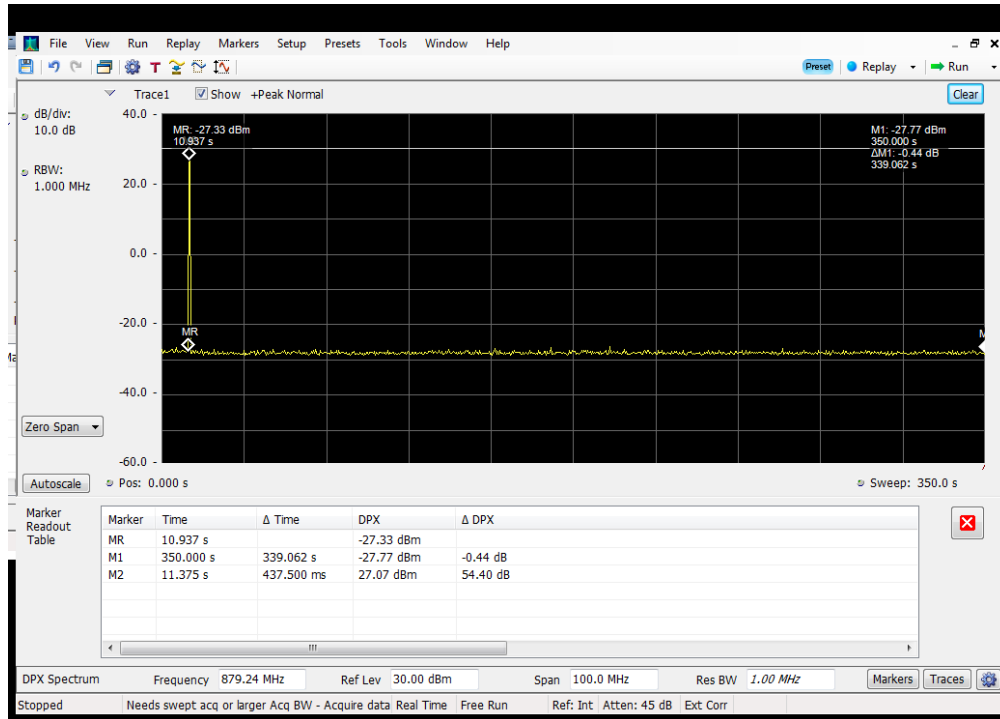 File View Run Replay Markers Setup Presets Tools Window Help
T Preset Replay Run
Trace1 Show +Peak Normal Clear
dB/div:
10.0 dB
RBW:
1.000 MHz
40.0
20.0
0.0
-20.0
-40.0
-60.0
MR: -27.33 dBm
10.937 s
M1: -27.77 dBm
350.000 s
ΔM1: -0.44 dB
339.062 s
MR
M
Zero Span
Autoscale Pos: 0.000 s Sweep: 350.0 s
Marker
Readout
Table
Marker Time Δ Time DPX Δ DPX
MR 10.937 s -27.33 dBm
M1 350.000 s 339.062 s -27.77 dBm -0.44 dB
M2 11.375 s 437.500 ms 27.07 dBm 54.40 dB
DPX Spectrum Frequency 879.24 MHz Ref Lev 30.00 dBm Span 100.0 MHz Res BW 1.00 MHz Markers Traces
Stopped Needs swept acq or larger Acq BW - Acquire data Real Time Free Run Ref: Int Atten: 45 dB Ext Corr